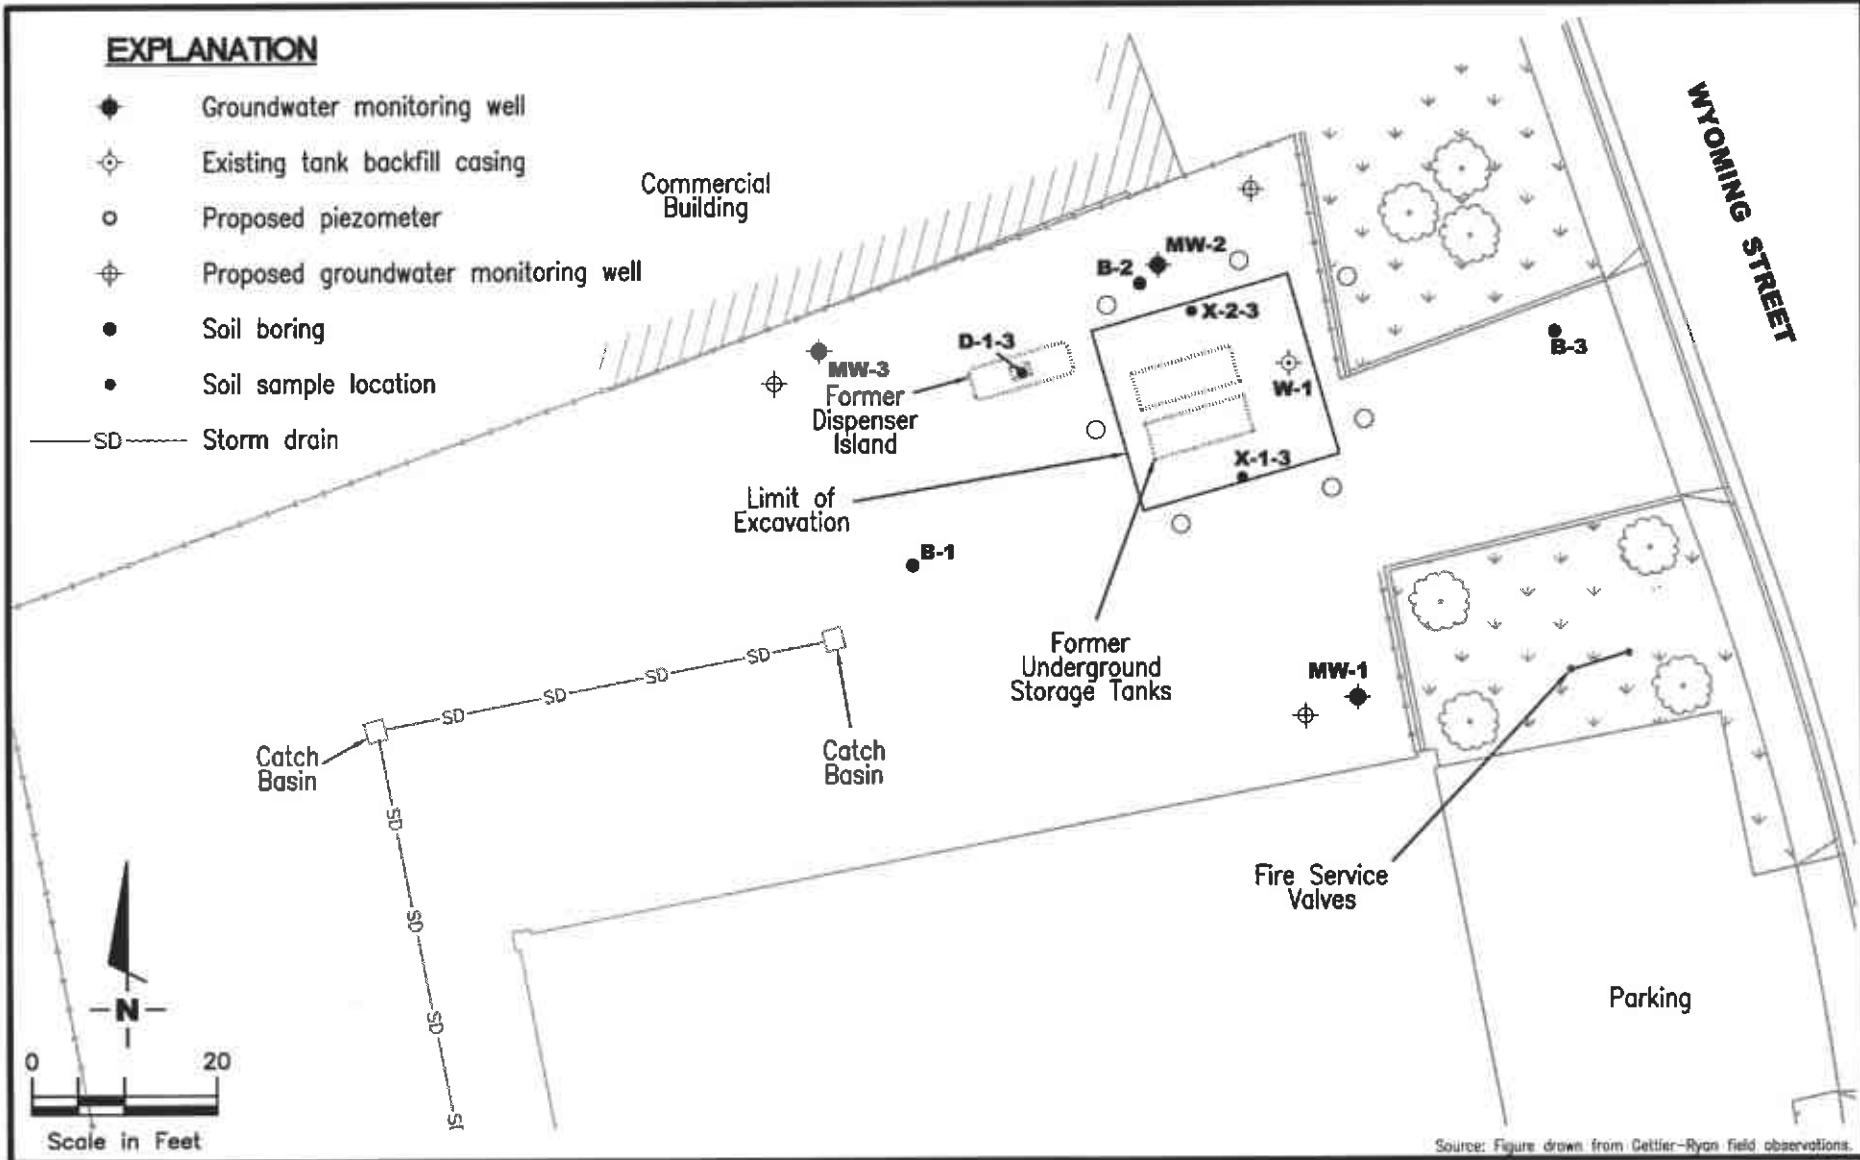 EXPLANATION
Groundwater monitoring well
Existing tank backfill casing
Proposed piezometer
Proposed groundwater monitoring well
Soil boring
Soil sample location
SD
Storm drain
Commercial
Building
WYOMING STREET
MW-2
B-2
X-2-3
D-1-3
B-3
MW-3
W-1
Former
Dispenser
Island
X-1-3
Limit of
Excavation
B-1
Former
Underground
Storage Tanks
MW-1
SD
SD
SD
SD
Catch
Basin
Catch
Basin
SD
SD
SD
Fire Service
Valves
Parking
N
0 20
Scale in Feet
Source: Figure drawn from Gettler-Ryan field observations.